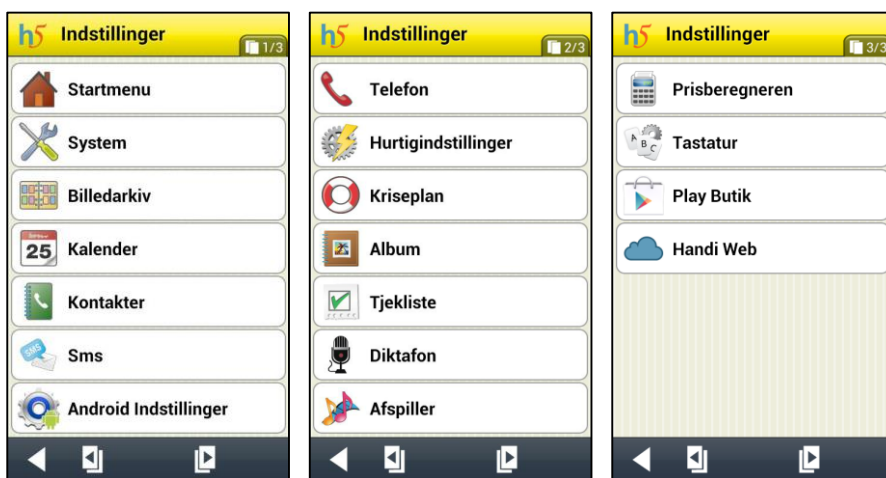 h5 Indstillinger 1/3
Startmenu
System
Billedarkiv
25 Kalender
Kontakter
SMS Sms
Android Indstillinger
h5 Indstillinger 2/3
Telefon
Hurtigindstillinger
Kriseplan
Album
Tjekliste
Diktafon
Afspiller
h5 Indstillinger 3/3
Prisberegneren
A B C Tastatur
Play Butik
Handi Web